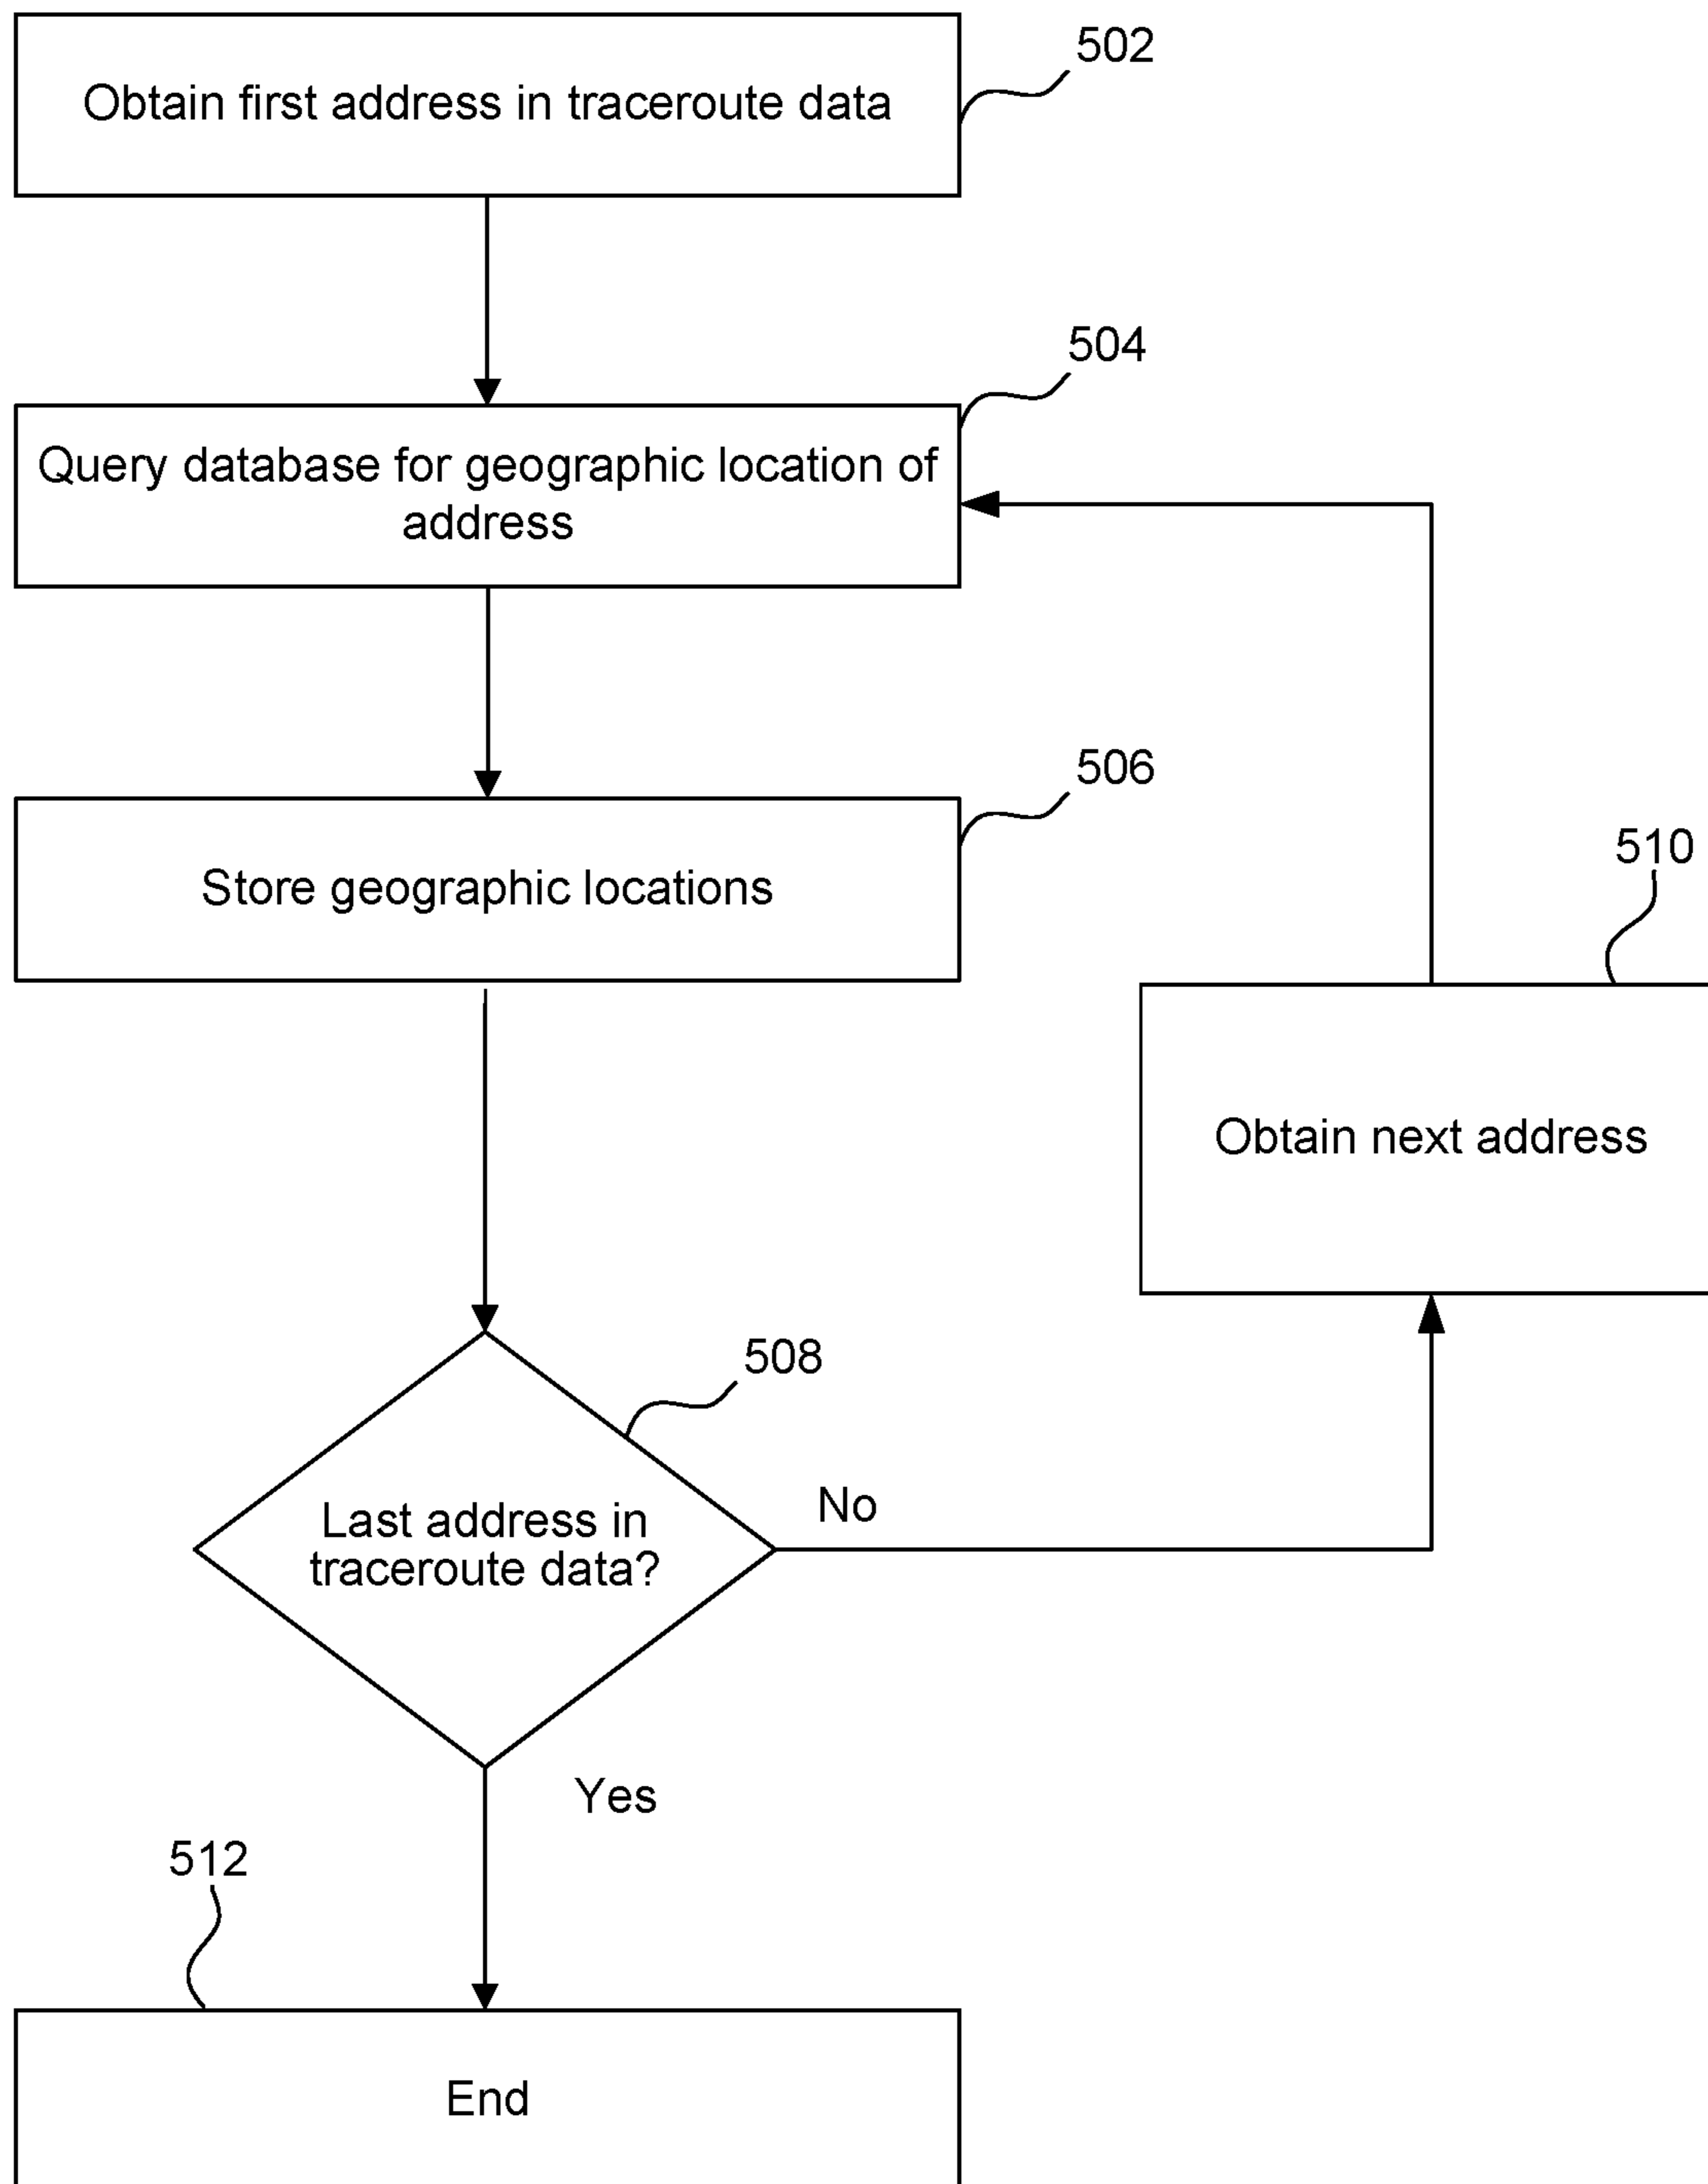 502
Obtain first address in traceroute data
504
Query database for geographic location of
address
506
Store geographic locations
510
Obtain next address
508
Last address in
traceroute data?
No
Yes
512
End